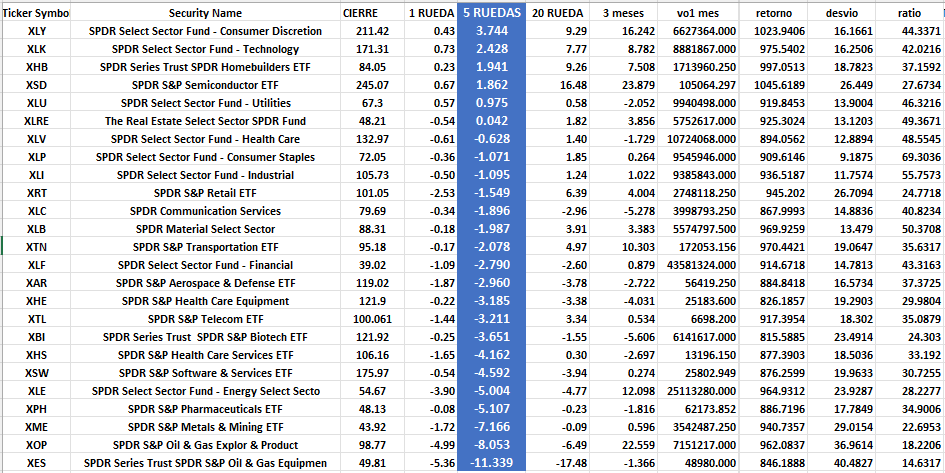 Ticker Symbo Security Name CIERRE 1 RUEDA 5 RUEDAS 20 RUEDA 3 meses vo1 mes retorno desvio ratio
XLY SPDR Select Sector Fund - Consumer Discretion 211.42 0.43 3.744 9.29 16.242 6627364.000 1023.9406 16.1661 44.3371
XLK SPDR Select Sector Fund - Technology 171.31 0.73 2.428 7.77 8.782 8881867.000 975.5402 16.2506 42.0216
XHB SPDR Series Trust SPDR Homebuilders ETF 84.05 0.23 1.941 9.26 7.508 1713960.250 997.0513 18.7823 37.1592
XSD SPDR S&P Semiconductor ETF 245.07 0.67 1.862 16.48 23.879 105064.297 1045.6189 26.449 27.6734
XLU SPDR Select Sector Fund - Utilities 67.3 0.57 0.975 0.58 -2.052 9940498.000 919.8453 13.9004 46.3216
XLRE The Real Estate Select Sector SPDR Fund 48.21 -0.54 0.042 1.82 3.856 5752617.000 925.3024 13.1203 49.3671
XLV SPDR Select Sector Fund - Health Care 132.97 -0.61 -0.628 1.40 -1.729 10724068.000 894.0562 12.8894 48.5545
XLP SPDR Select Sector Fund - Consumer Staples 72.05 -0.36 -1.071 1.85 0.264 9545946.000 909.6146 9.1875 69.3036
XLI SPDR Select Sector Fund - Industrial 105.73 -0.50 -1.095 1.24 1.022 9385843.000 936.5187 11.7574 55.7573
XRT SPDR S&P Retail ETF 101.05 -2.53 -1.549 6.39 4.004 2748118.250 945.202 26.7094 24.7718
XLC SPDR Communication Services 79.69 -0.34 -1.896 -2.96 -5.278 3998793.250 867.9993 14.8836 40.8234
XLB SPDR Material Select Sector 88.31 -0.18 -1.987 3.91 3.383 5574797.500 969.9259 13.479 50.3708
XTN SPDR S&P Transportation ETF 95.18 -0.17 -2.078 4.97 10.303 172053.156 970.4421 19.0647 35.6317
XLF SPDR Select Sector Fund - Financial 39.02 -1.09 -2.790 -2.60 0.879 43581324.000 914.6718 14.7813 43.3163
XAR SPDR S&P Aerospace & Defense ETF 119.02 -1.87 -2.960 -3.78 -2.722 56419.250 884.8418 16.5734 37.3725
XHE SPDR S&P Health Care Equipment 121.9 -0.22 -3.185 -3.38 -4.031 25183.600 826.1857 19.2903 29.9804
XTL SPDR S&P Telecom ETF 100.061 -1.44 -3.211 3.34 0.534 6698.200 917.3954 18.302 35.0879
XBI SPDR Series Trust SPDR S&P Biotech ETF 121.92 -0.25 -3.651 -1.55 -5.606 6141617.000 815.5885 23.4914 24.303
XHS SPDR S&P Health Care Services ETF 106.16 -1.65 -4.162 0.30 -2.697 13196.150 877.3903 18.5036 33.192
XSW SPDR S&P Software & Services ETF 175.97 -0.54 -4.592 -3.94 0.274 25802.949 876.2599 19.9633 30.7255
XLE SPDR Select Sector Fund - Energy Select Secto 54.67 -3.90 -5.004 -4.77 12.098 25113280.000 964.9312 23.9287 28.2277
XPH SPDR S&P Pharmaceuticals ETF 48.13 -0.08 -5.107 -0.23 -1.816 62173.852 886.7196 17.7849 34.9006
XME SPDR S&P Metals & Mining ETF 43.92 -1.72 -7.166 -0.09 0.596 3542487.250 940.7357 29.0154 22.6953
XOP SPDR S&P Oil & Gas Explor & Product 98.77 -4.99 -8.053 -6.49 22.559 7151217.000 962.0837 36.9614 18.2206
XES SPDR Series Trust SPDR S&P Oil & Gas Equipmen 49.81 -5.36 -11.339 -17.48 -1.366 48980.000 846.1888 40.4827 14.6317